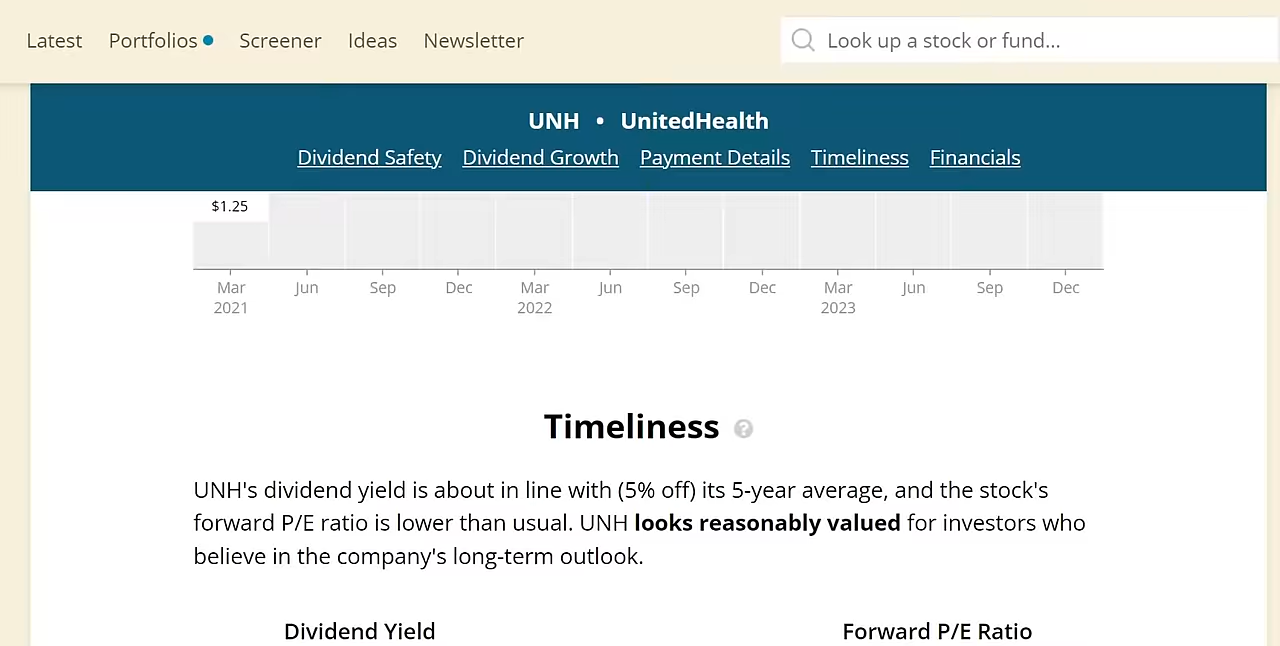 Latest Portfolios Screener Ideas Newsletter Look up a stock or fund...
UNH • UnitedHealth
Dividend Safety Dividend Growth Payment Details Timeliness Financials
$1.25
Mar Jun Sep Dec Mar Jun Sep Dec Mar Jun Sep Dec
2021 2022 2023
Timeliness ?
UNH's dividend yield is about in line with (5% off) its 5-year average, and the stock's
forward P/E ratio is lower than usual. UNH looks reasonably valued for investors who
believe in the company's long-term outlook.
Dividend Yield Forward P/E Ratio